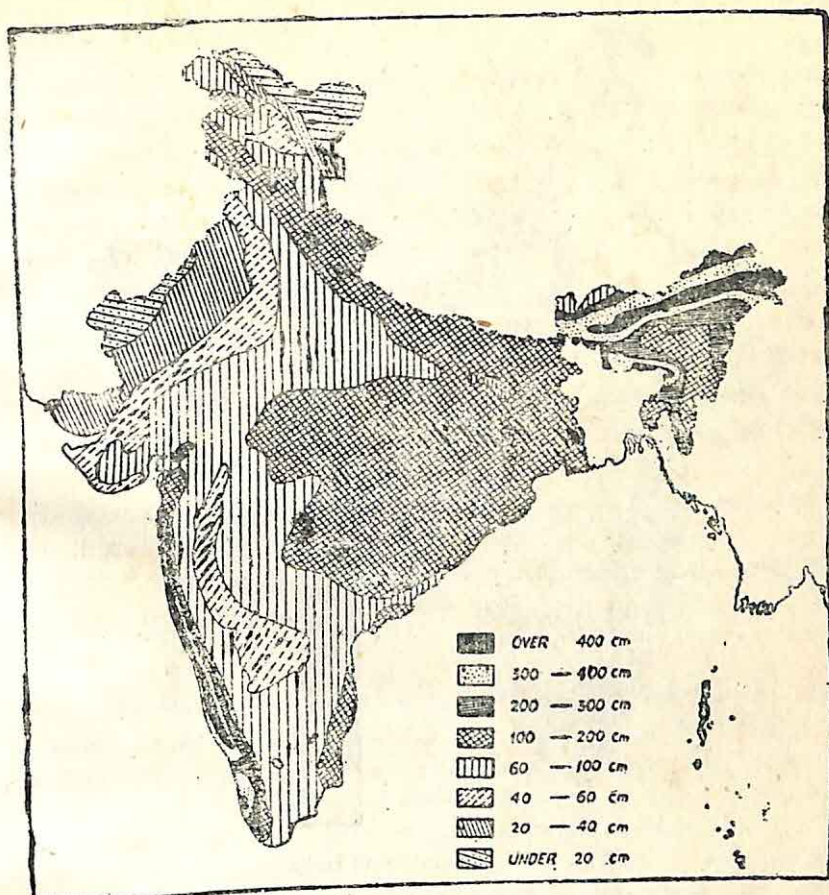 OVER 400 cm
300 — 400 cm
200 — 300 cm
100 — 200 cm
60 — 100 cm
40 — 60 cm
20 — 40 cm
UNDER 20 cm